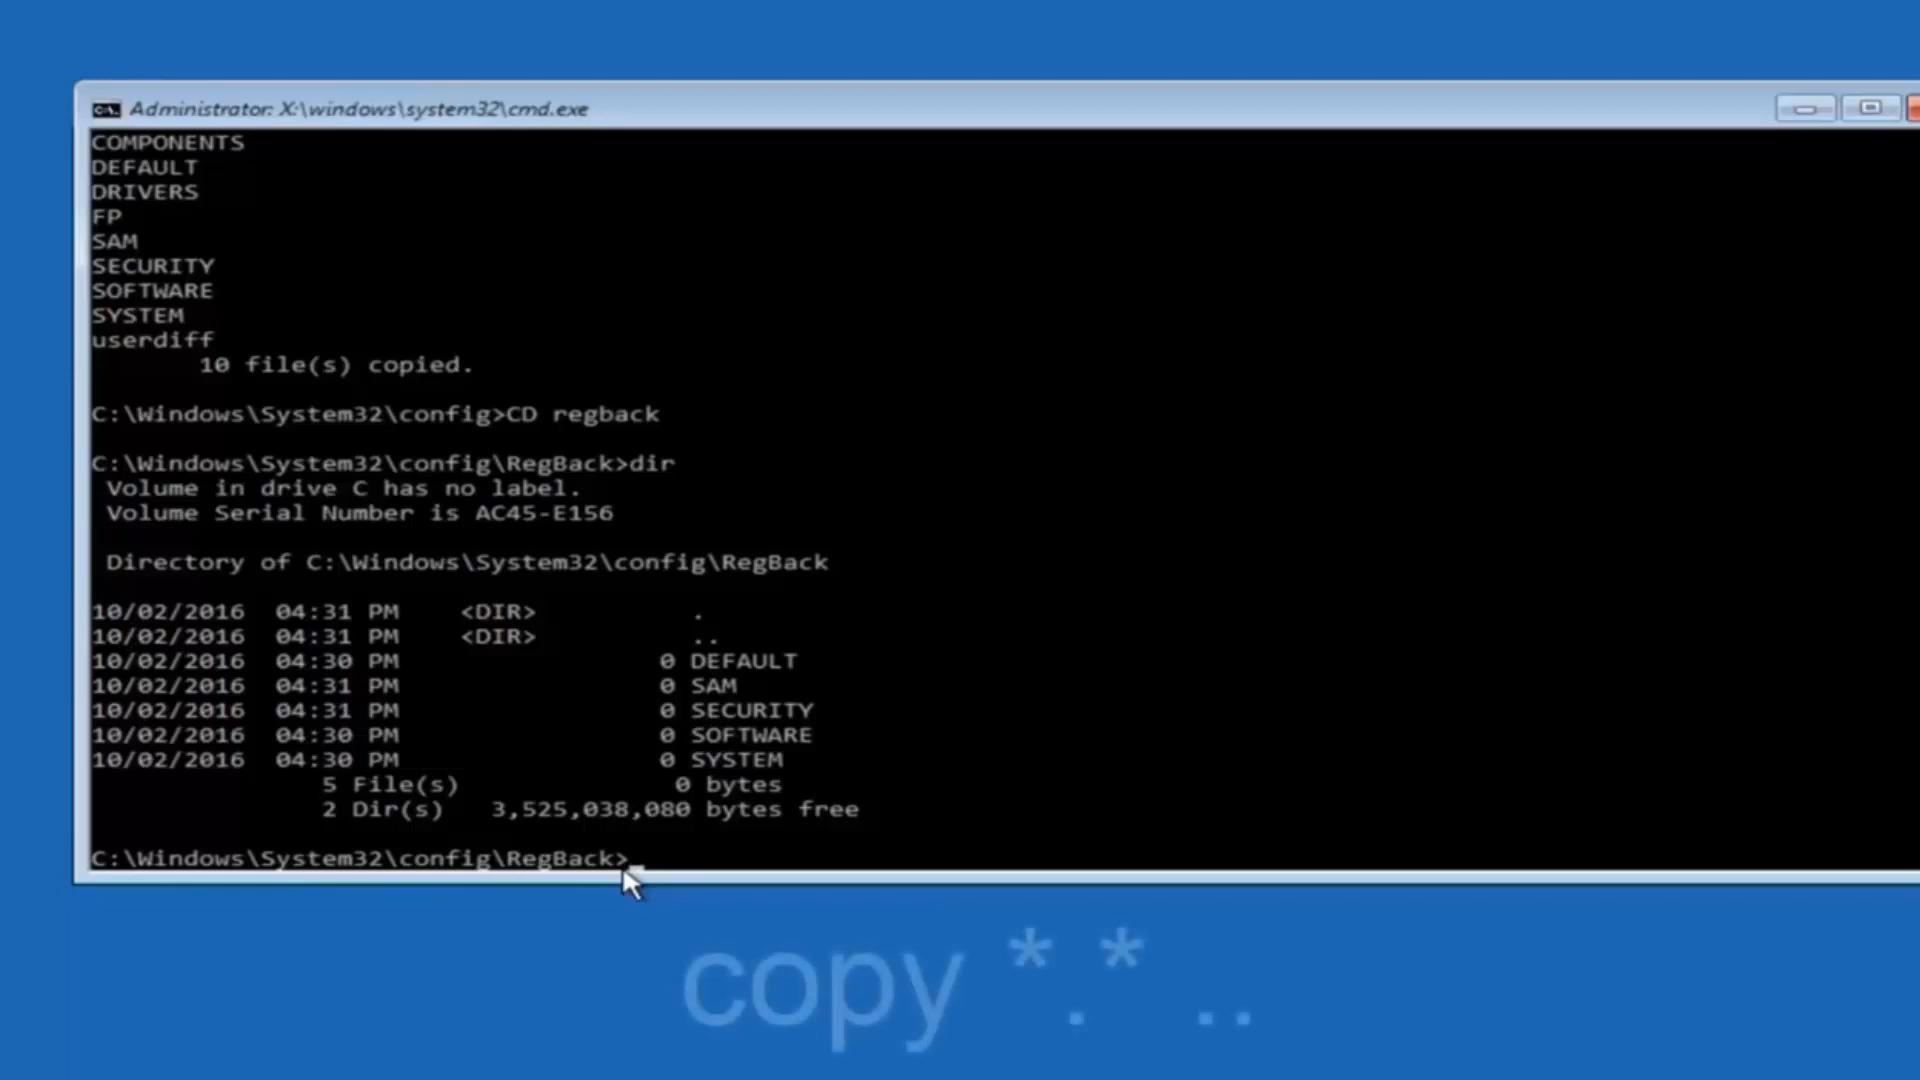 Administrator: X:\windows\system32\cmd.exe
COMPONENTS
DEFAULT
DRIVERS
FP
SAM
SECURITY
SOFTWARE
SYSTEM
userdiff
10 file(s) copied.
C:\Windows\System32\config>CD regback
C:\Windows\System32\config\RegBack>dir
Volume in drive C has no label.
Volume Serial Number is AC45-E156
Directory of C:\Windows\System32\config\RegBack
10/02/2016 04:31 PM <DIR> .
10/02/2016 04:31 PM <DIR> ..
10/02/2016 04:30 PM 0 DEFAULT
10/02/2016 04:31 PM 0 SAM
10/02/2016 04:31 PM 0 SECURITY
10/02/2016 04:30 PM 0 SOFTWARE
10/02/2016 04:30 PM 0 SYSTEM
5 File(s) 0 bytes
2 Dir(s) 3,525,038,080 bytes free
C:\Windows\System32\config\RegBack>_
copy *.* ..